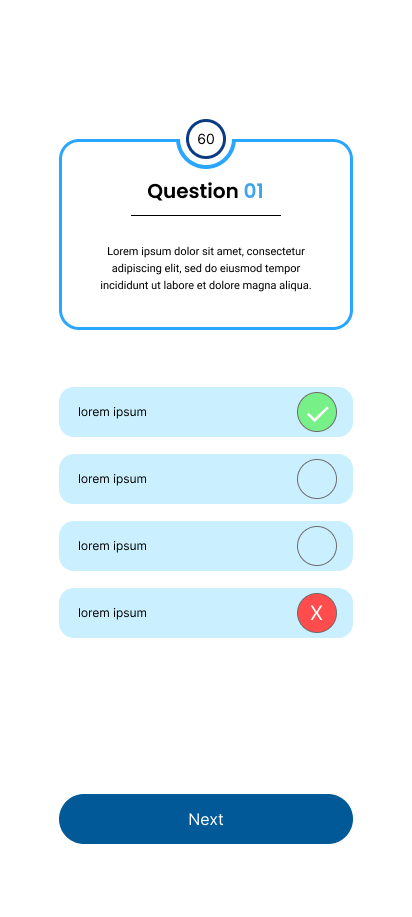 60
Question 01
Lorem ipsum dolor sit amet, consectetur
adipiscing elit, sed do eiusmod tempor
incididunt ut labore et dolore magna aliqua.
lorem ipsum
lorem ipsum
lorem ipsum
lorem ipsum
X
Next